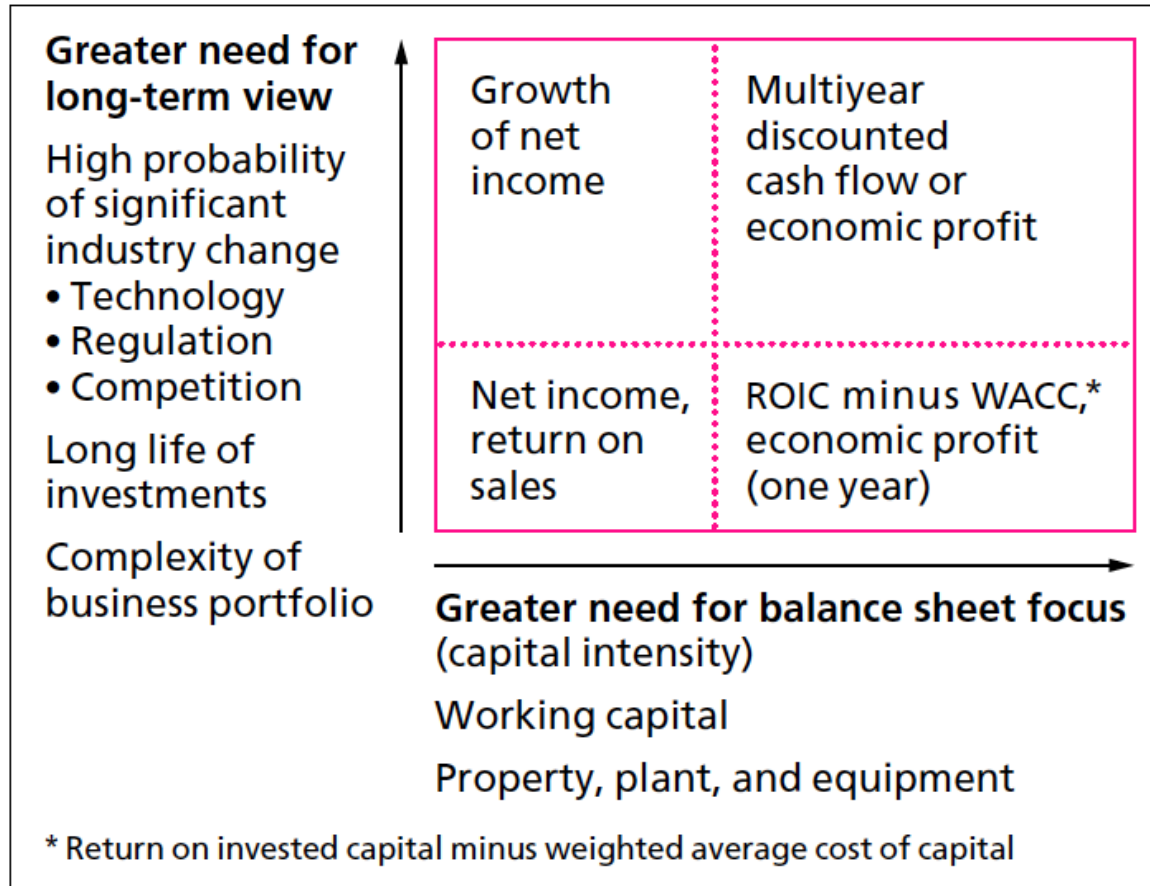 Greater need for
long-term view
High probability
of significant
industry change
• Technology
• Regulation
• Competition
Long life of
investments
Complexity of
business portfolio
Growth
of net
income
Multiyear
discounted
cash flow or
economic profit
Net income,
return on
sales
ROIC minus WACC,*
economic profit
(one year)
Greater need for balance sheet focus
(capital intensity)
Working capital
Property, plant, and equipment
* Return on invested capital minus weighted average cost of capital